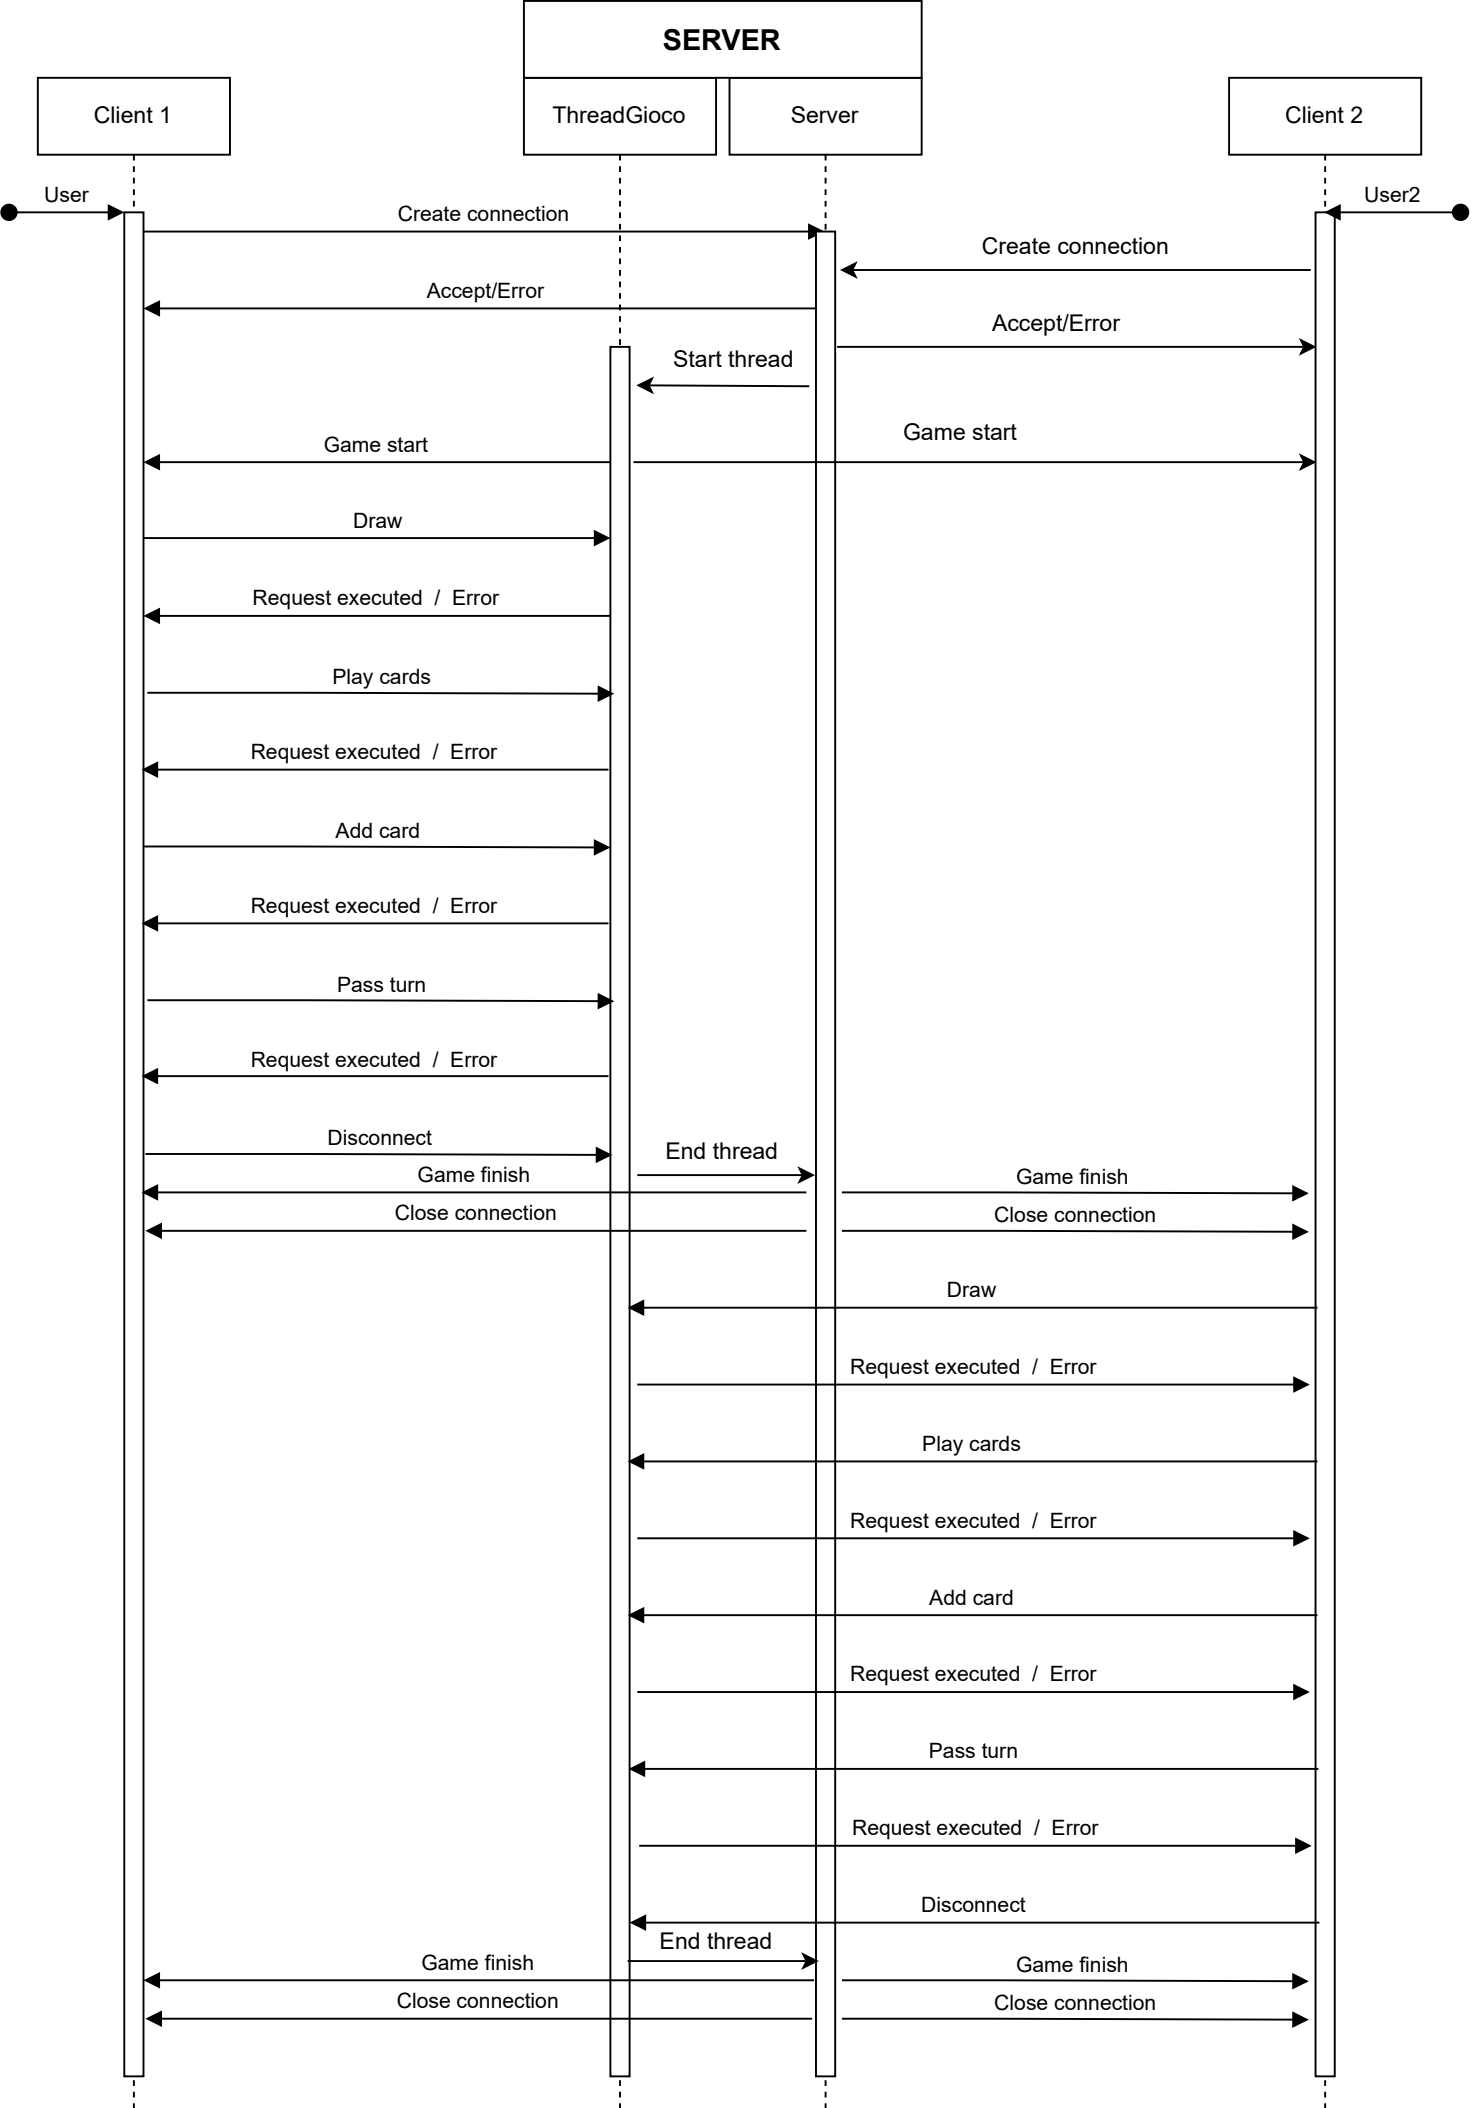 SERVER
Client 1
ThreadGioco
Server
Client 2
User
User2
Create connection
Create connection
Accept/Error
Accept/Error
Start thread
Game start
Game start
Draw
Request executed / Error
Play cards
Request executed / Error
Add card
Request executed / Error
Pass turn
Request executed / Error
Disconnect
End thread
Game finish
Game finish
Close connection
Close connection
Draw
Request executed / Error
Play cards
Request executed / Error
Add card
Request executed / Error
Pass turn
Request executed / Error
Disconnect
End thread
Game finish
Game finish
Close connection
Close connection